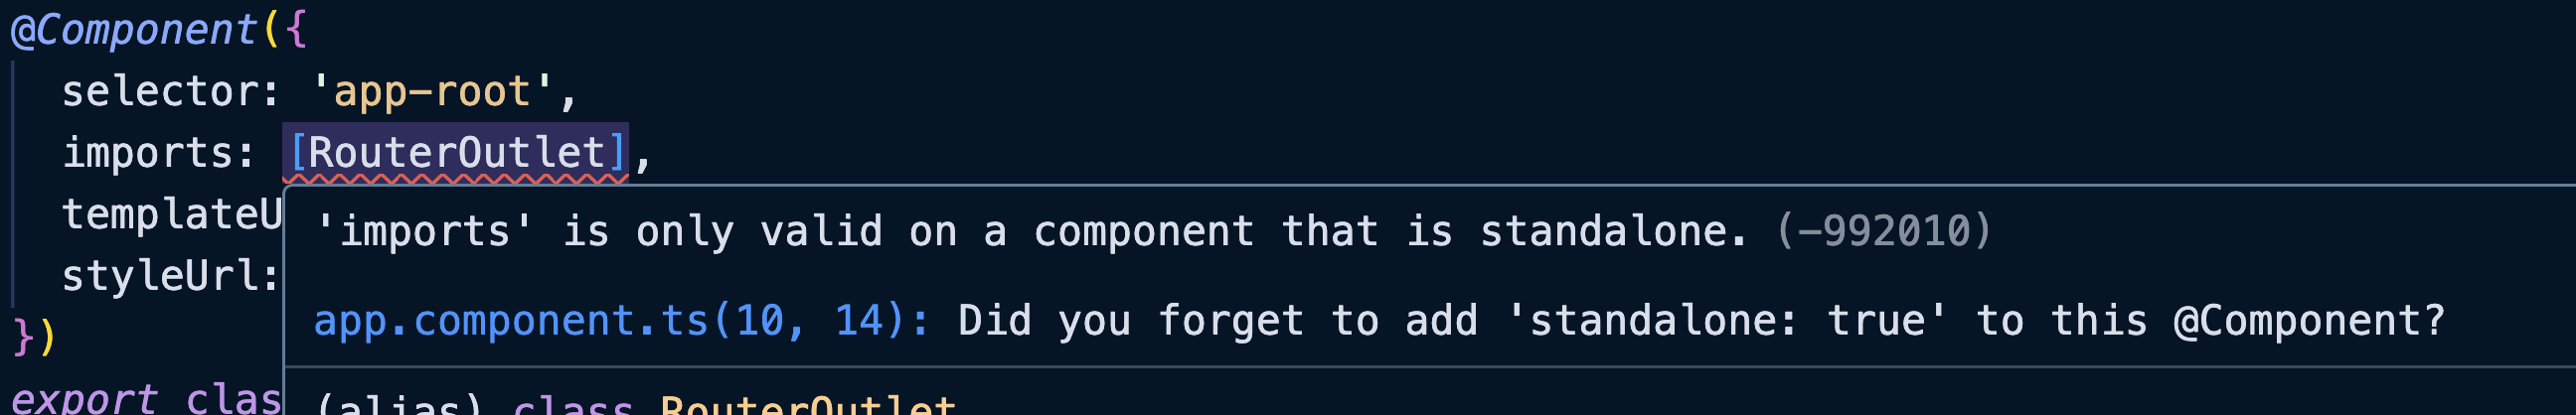 @Component({
selector: 'app-root',
imports: [RouterOutlet],
templateU
'imports' is only valid on a component that is standalone. (-992010)
styleUrl:
app.component.ts(10, 14): Did you forget to add 'standalone: true' to this @Component?
})
export clas
(alias) class RouterOutlet